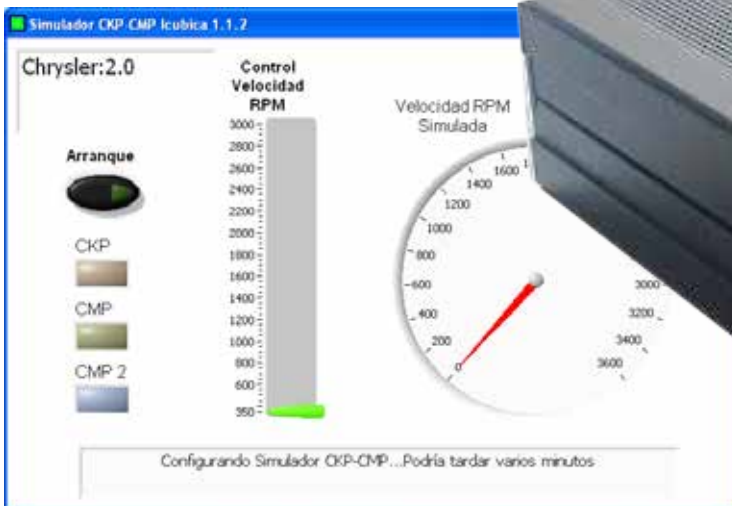 Simulador CKP-CMP Icubica 1.1.2
Chrysler:2.0
Control
Velocidad
RPM
3000
2800
2600
2400
2200
2000
1800
1600
1400
1200
1000
800
600
350
Arranque
CKP
CMP
CMP 2
Velocidad RPM
Simulada
0
200
400
600
800
1000
1200
1400
1600
3000
3200
3400
3600
Configurando Simulador CKP-CMP...Podría tardar varios minutos